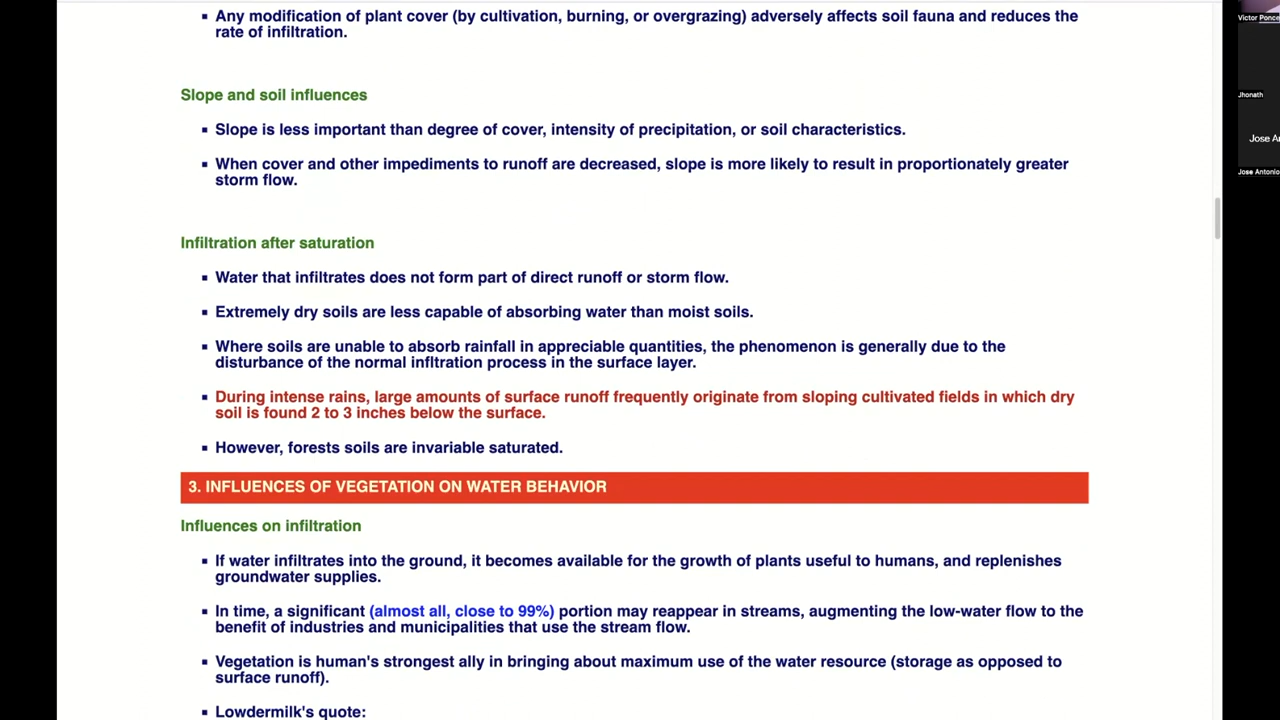 Any modification of plant cover (by cultivation, burning, or overgrazing) adversely affects soil fauna and reduces the
rate of infiltration.
Slope and soil influences
Slope is less important than degree of cover, intensity of precipitation, or soil characteristics.
When cover and other impediments to runoff are decreased, slope is more likely to result in proportionately greater
storm flow.
Infiltration after saturation
Water that infiltrates does not form part of direct runoff or storm flow.
Extremely dry soils are less capable of absorbing water than moist soils.
Where soils are unable to absorb rainfall in appreciable quantities, the phenomenon is generally due to the
disturbance of the normal infltration process in the surface layer.
During intense rains, large amounts of surface runoff frequently originate from sloping cultivated fields in which dry
soil is found 2 to 3 inches below the surface.
However, forests soils are invariable saturated.
3. INFLUENCES OF VEGETATION ON WATER BEHAVIOR
Influences on infiltration
If water infiltrates into the ground, it becomes available for the growth of plants useful to humans, and replenishes
groundwater supplies.
In time, a significant (almost all, close to 99%) portion may reappear in streams, augmenting the low-water flow to the
benefit of industries and municipalities that use the stream flow.
Vegetation is human's strongest ally in bringing about maximum use of the water resource (storage as opposed to
surface runoff).
Lowdermilk's quote:
Victor Ponce
Jhonath
Jose A
Jose Antonio